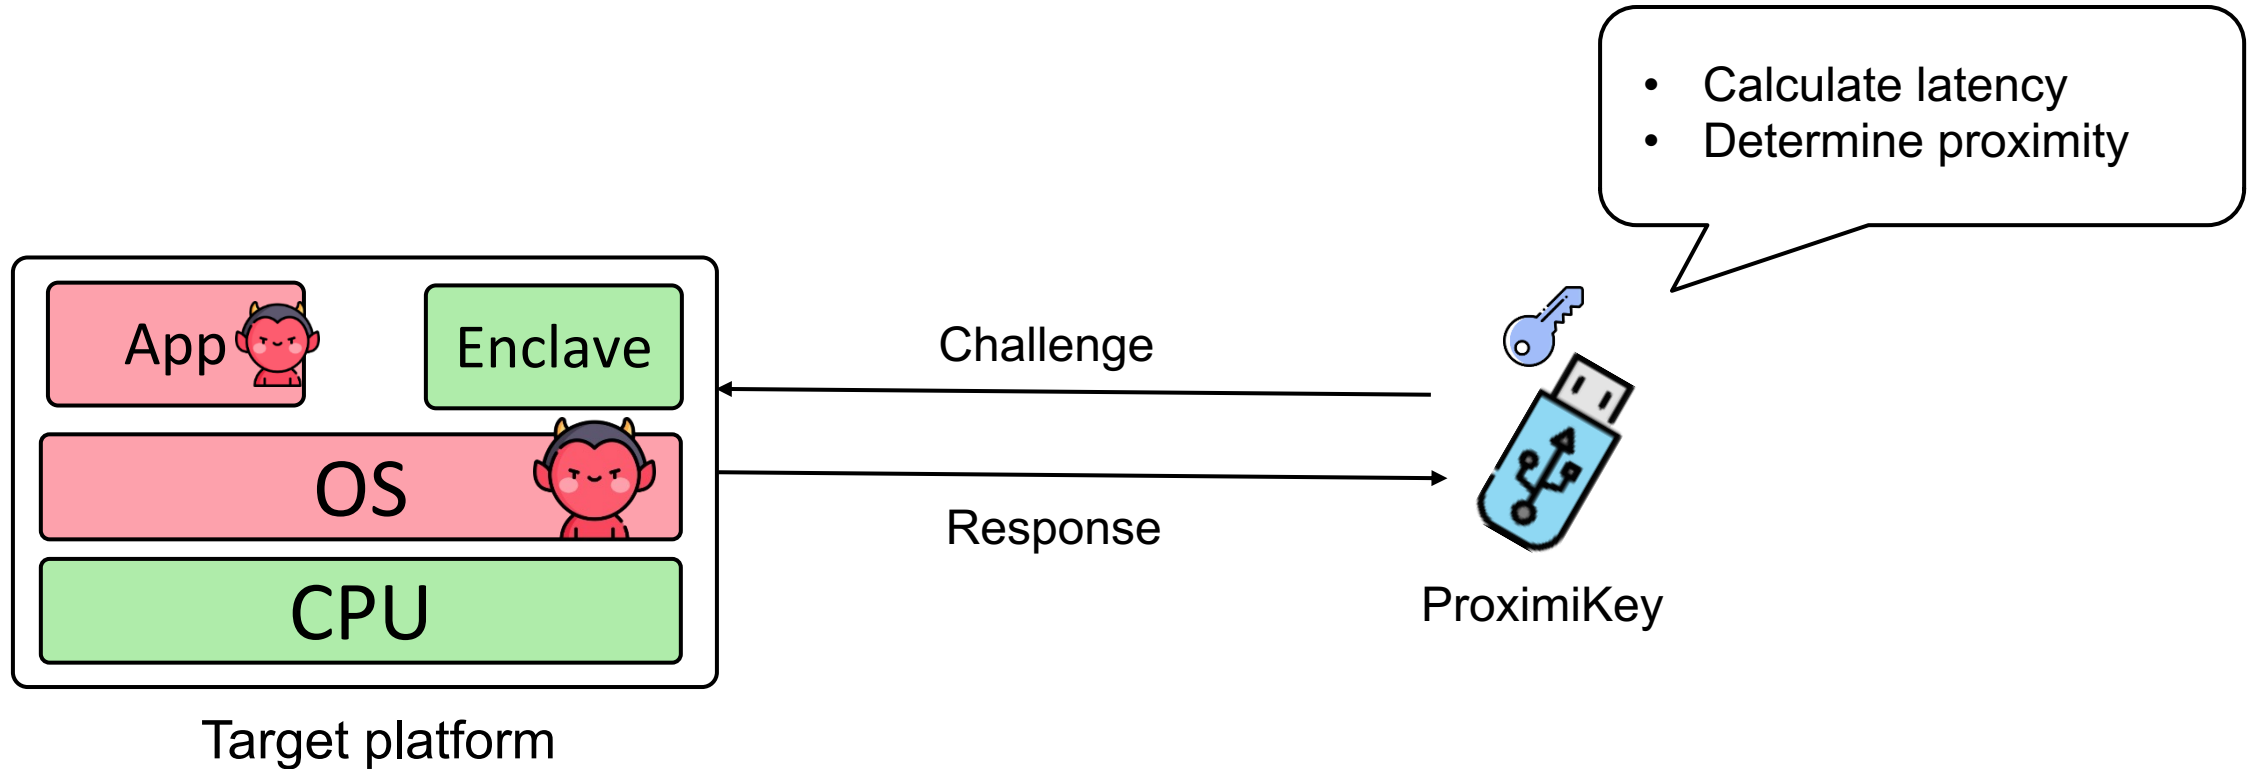 • Calculate latency
• Determine proximity
App
Enclave
Challenge
OS
Response
CPU
ProximiKey
Target platform